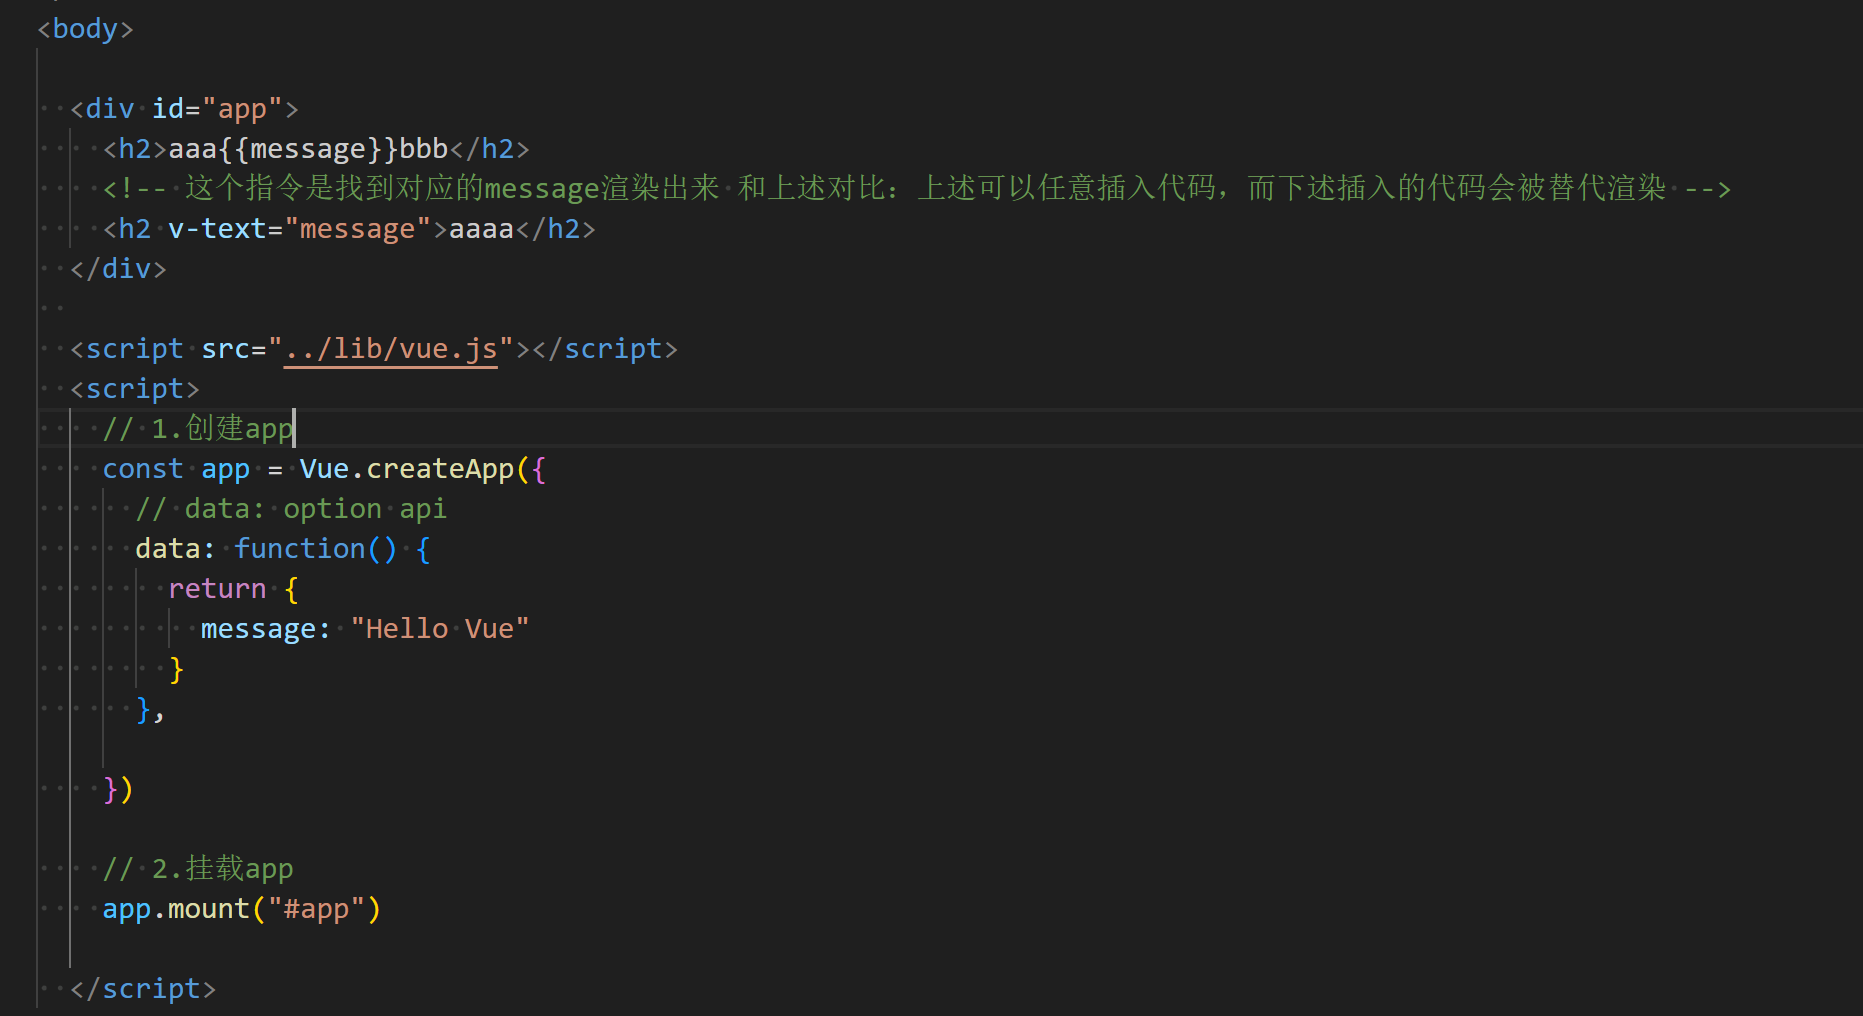 <body>
<div id="app">
<h2>aaa{{message}}bbb</h2>
<!-- 这个指令是找到对应的message渲染出来 和上述对比：上述可以任意插入代码，而下述插入的代码会被替代渲染 -->
<h2 v-text="message">aaaa</h2>
</div>
<script src="../lib/vue.js"></script>
<script>
// 1.创建app
const app = Vue.createApp({
// data: option api
data: function() {
return {
message: "Hello Vue"
}
},
})
// 2.挂载app
app.mount("#app")
</script>